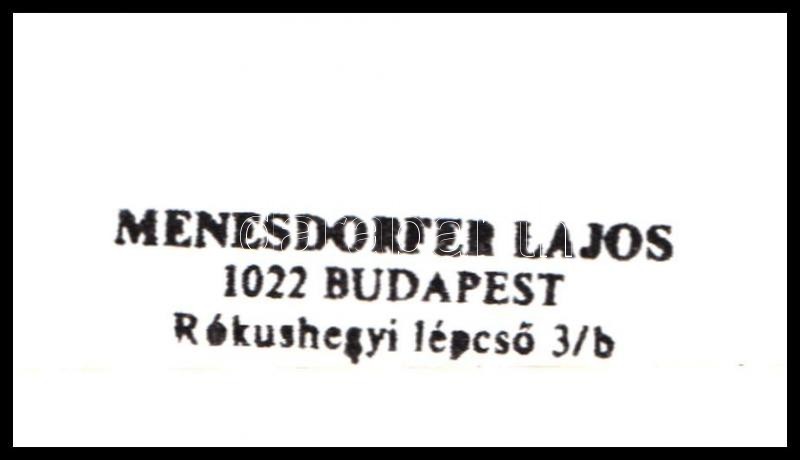 MENESDORFER LAJOS
1022 BUDAPEST
Rókushegyi lépcső 3/b